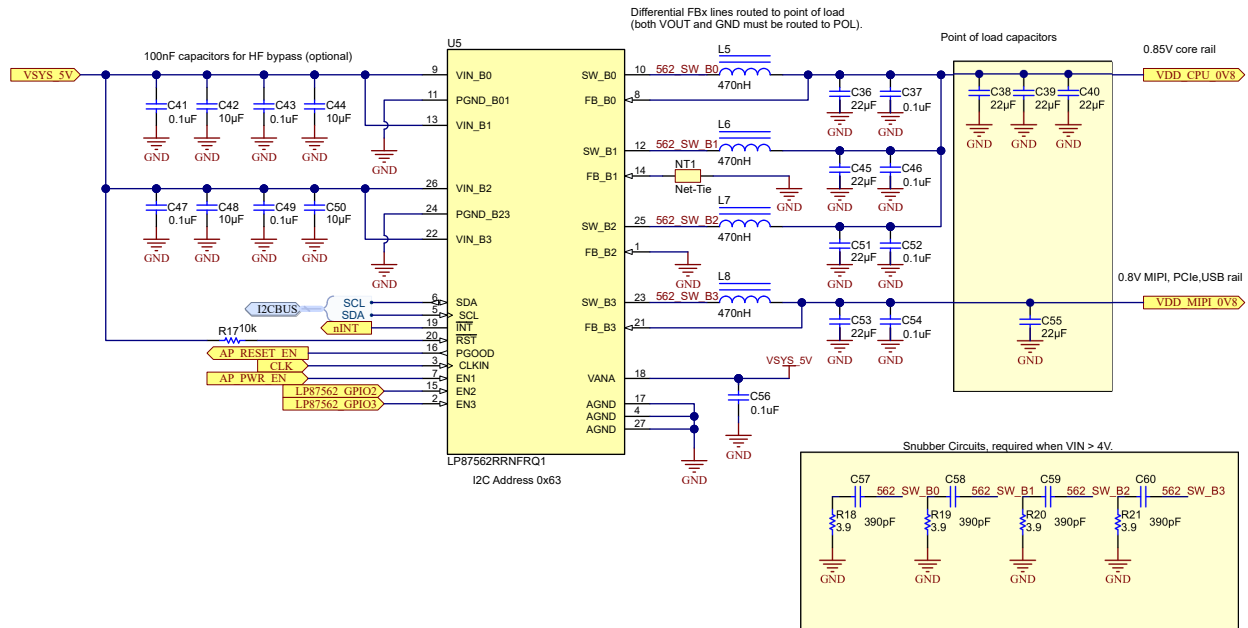 Differential FBx lines routed to point of load
(both VOUT and GND must be routed to POL).
100nF capacitors for HF bypass (optional)
U5
L5
Point of load capacitors
0.85V core rail
VSYS_5V
9 VIN_B0
SW_B0 10 562_SW_B0
470nH
VDD_CPU_0V8
C41 0.1uF
C42 10µF
C43 0.1uF
C44 10µF
GND GND GND GND
11 PGND_B01
GND
13 VIN_B1
FB_B0 8
C36 22µF
C37 0.1uF
GND GND
C38 22µF
C39 22µF
C40 22µF
GND GND GND
L6
SW_B1 12 562_SW_B1
470nH
FB_B1 14
NT1
Net-Tie
GND
C45 22µF
C46 0.1uF
GND GND
26 VIN_B2
C47 0.1uF
C48 10µF
C49 0.1uF
C50 10µF
GND GND GND GND
24 PGND_B23
GND
22 VIN_B3
L7
SW_B2 25 562_SW_B2
470nH
FB_B2 1
GND
C51 22µF
C52 0.1uF
GND GND
L8
0.8V MIPI, PCIe,USB rail
SW_B3 23 562_SW_B3
470nH
VDD_MIPI_0V8
FB_B3 21
C53 22µF
C54 0.1uF
GND GND
C55 22µF
GND
I2CBUS
SCL
SDA
6 SDA
5 SCL
nINT
19 INT
R17 10k
20 RST
AP_RESET_EN
16 PGOOD
CLK
3 CLKIN
AP_PWR_EN
7 EN1
LP87562_GPIO2
15 EN2
LP87562_GPIO3
2 EN3
VSYS_5V
VANA 18
C56 0.1uF
GND
AGND 17
AGND 4
AGND 27
GND
LP87562RRNFRQ1
I2C Address 0x63
Snubber Circuits, required when VIN > 4V.
C57 562_SW_B0
C58 562_SW_B1
C59 562_SW_B2
C60 562_SW_B3
R18 3.9 390pF
R19 3.9 390pF
R20 3.9 390pF
R21 3.9 390pF
GND GND GND GND